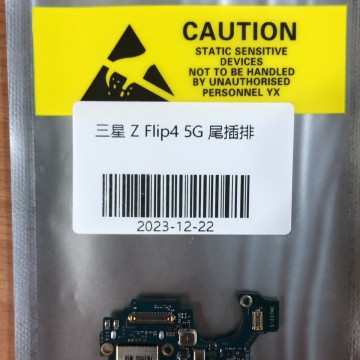 CAUTION
STATIC SENSITIVE
DEVICES
NOT TO BE HANDLED
BY UNAUTHORISED
PERSONNEL YX
三星 Z Flip4 5G 尾插排
2023-12-22